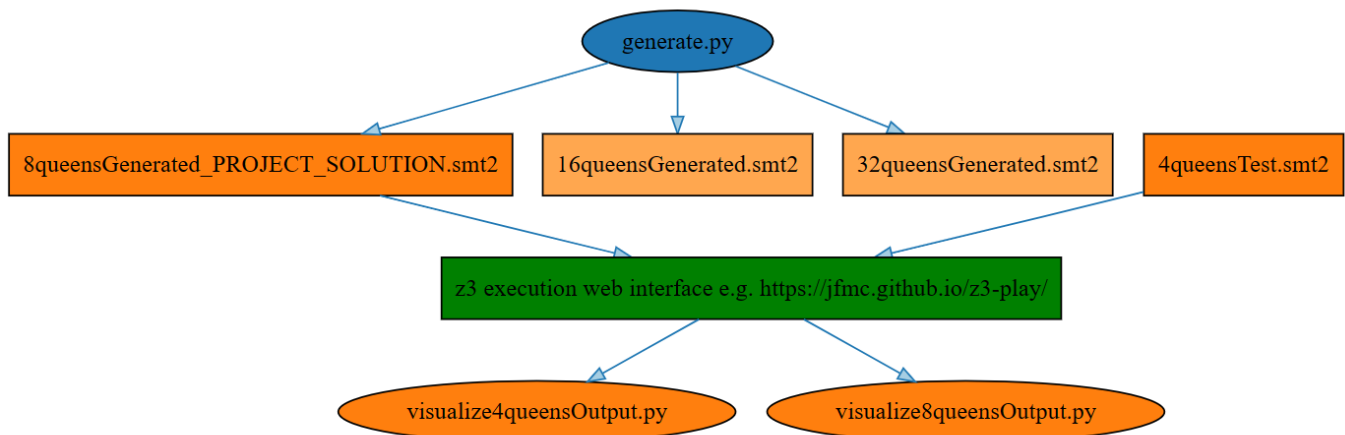 generate.py
8queensGenerated_PROJECT_SOLUTION.smt2
16queensGenerated.smt2
32queensGenerated.smt2
4queensTest.smt2
z3 execution web interface e.g. https://jfmc.github.io/z3-play/
visualize4queensOutput.py
visualize8queensOutput.py